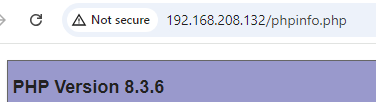 Not secure 192.168.208.132/phpinfo.php
PHP Version 8.3.6